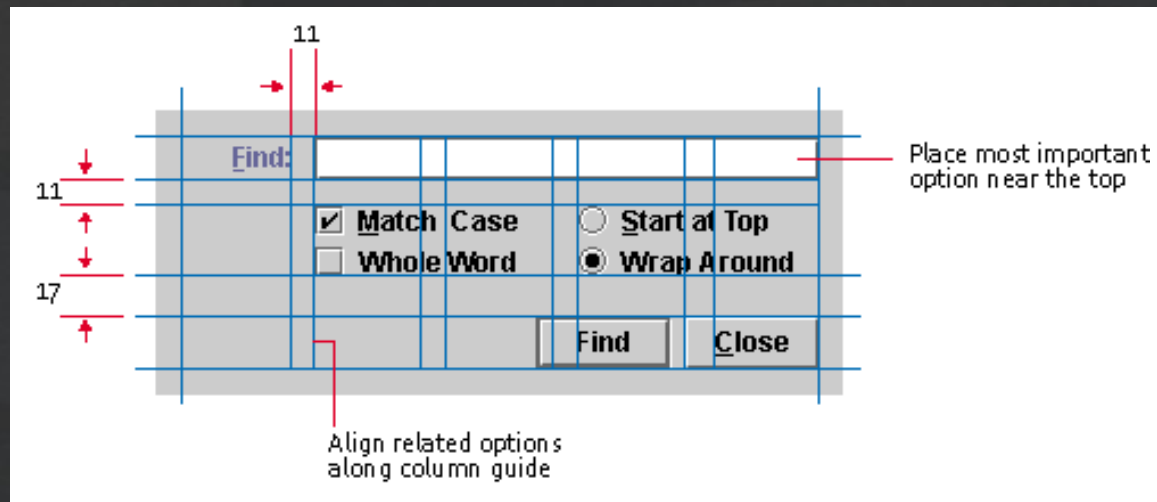 11
Find:
Place most important
option near the top
11
Match Case
Start at Top
Whole Word
Wrap Around
17
Find
Close
Align related options
along column guide